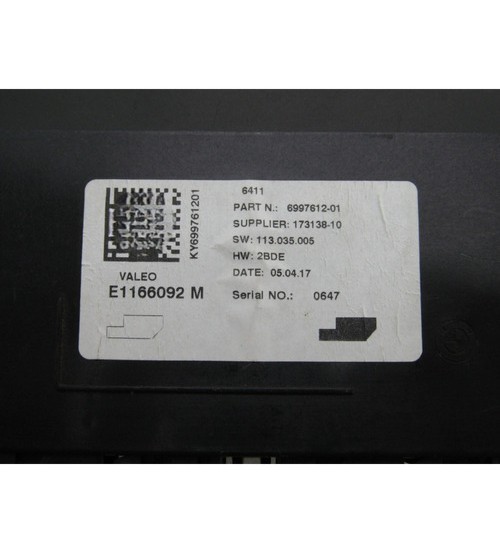 6411
PART N.: 6997612-01
SUPPLIER: 173138-10
SW: 113.035.005
HW: 2BDE
DATE: 05.04.17
Serial NO.: 0647
KY699761201
VALEO
E1166092 M